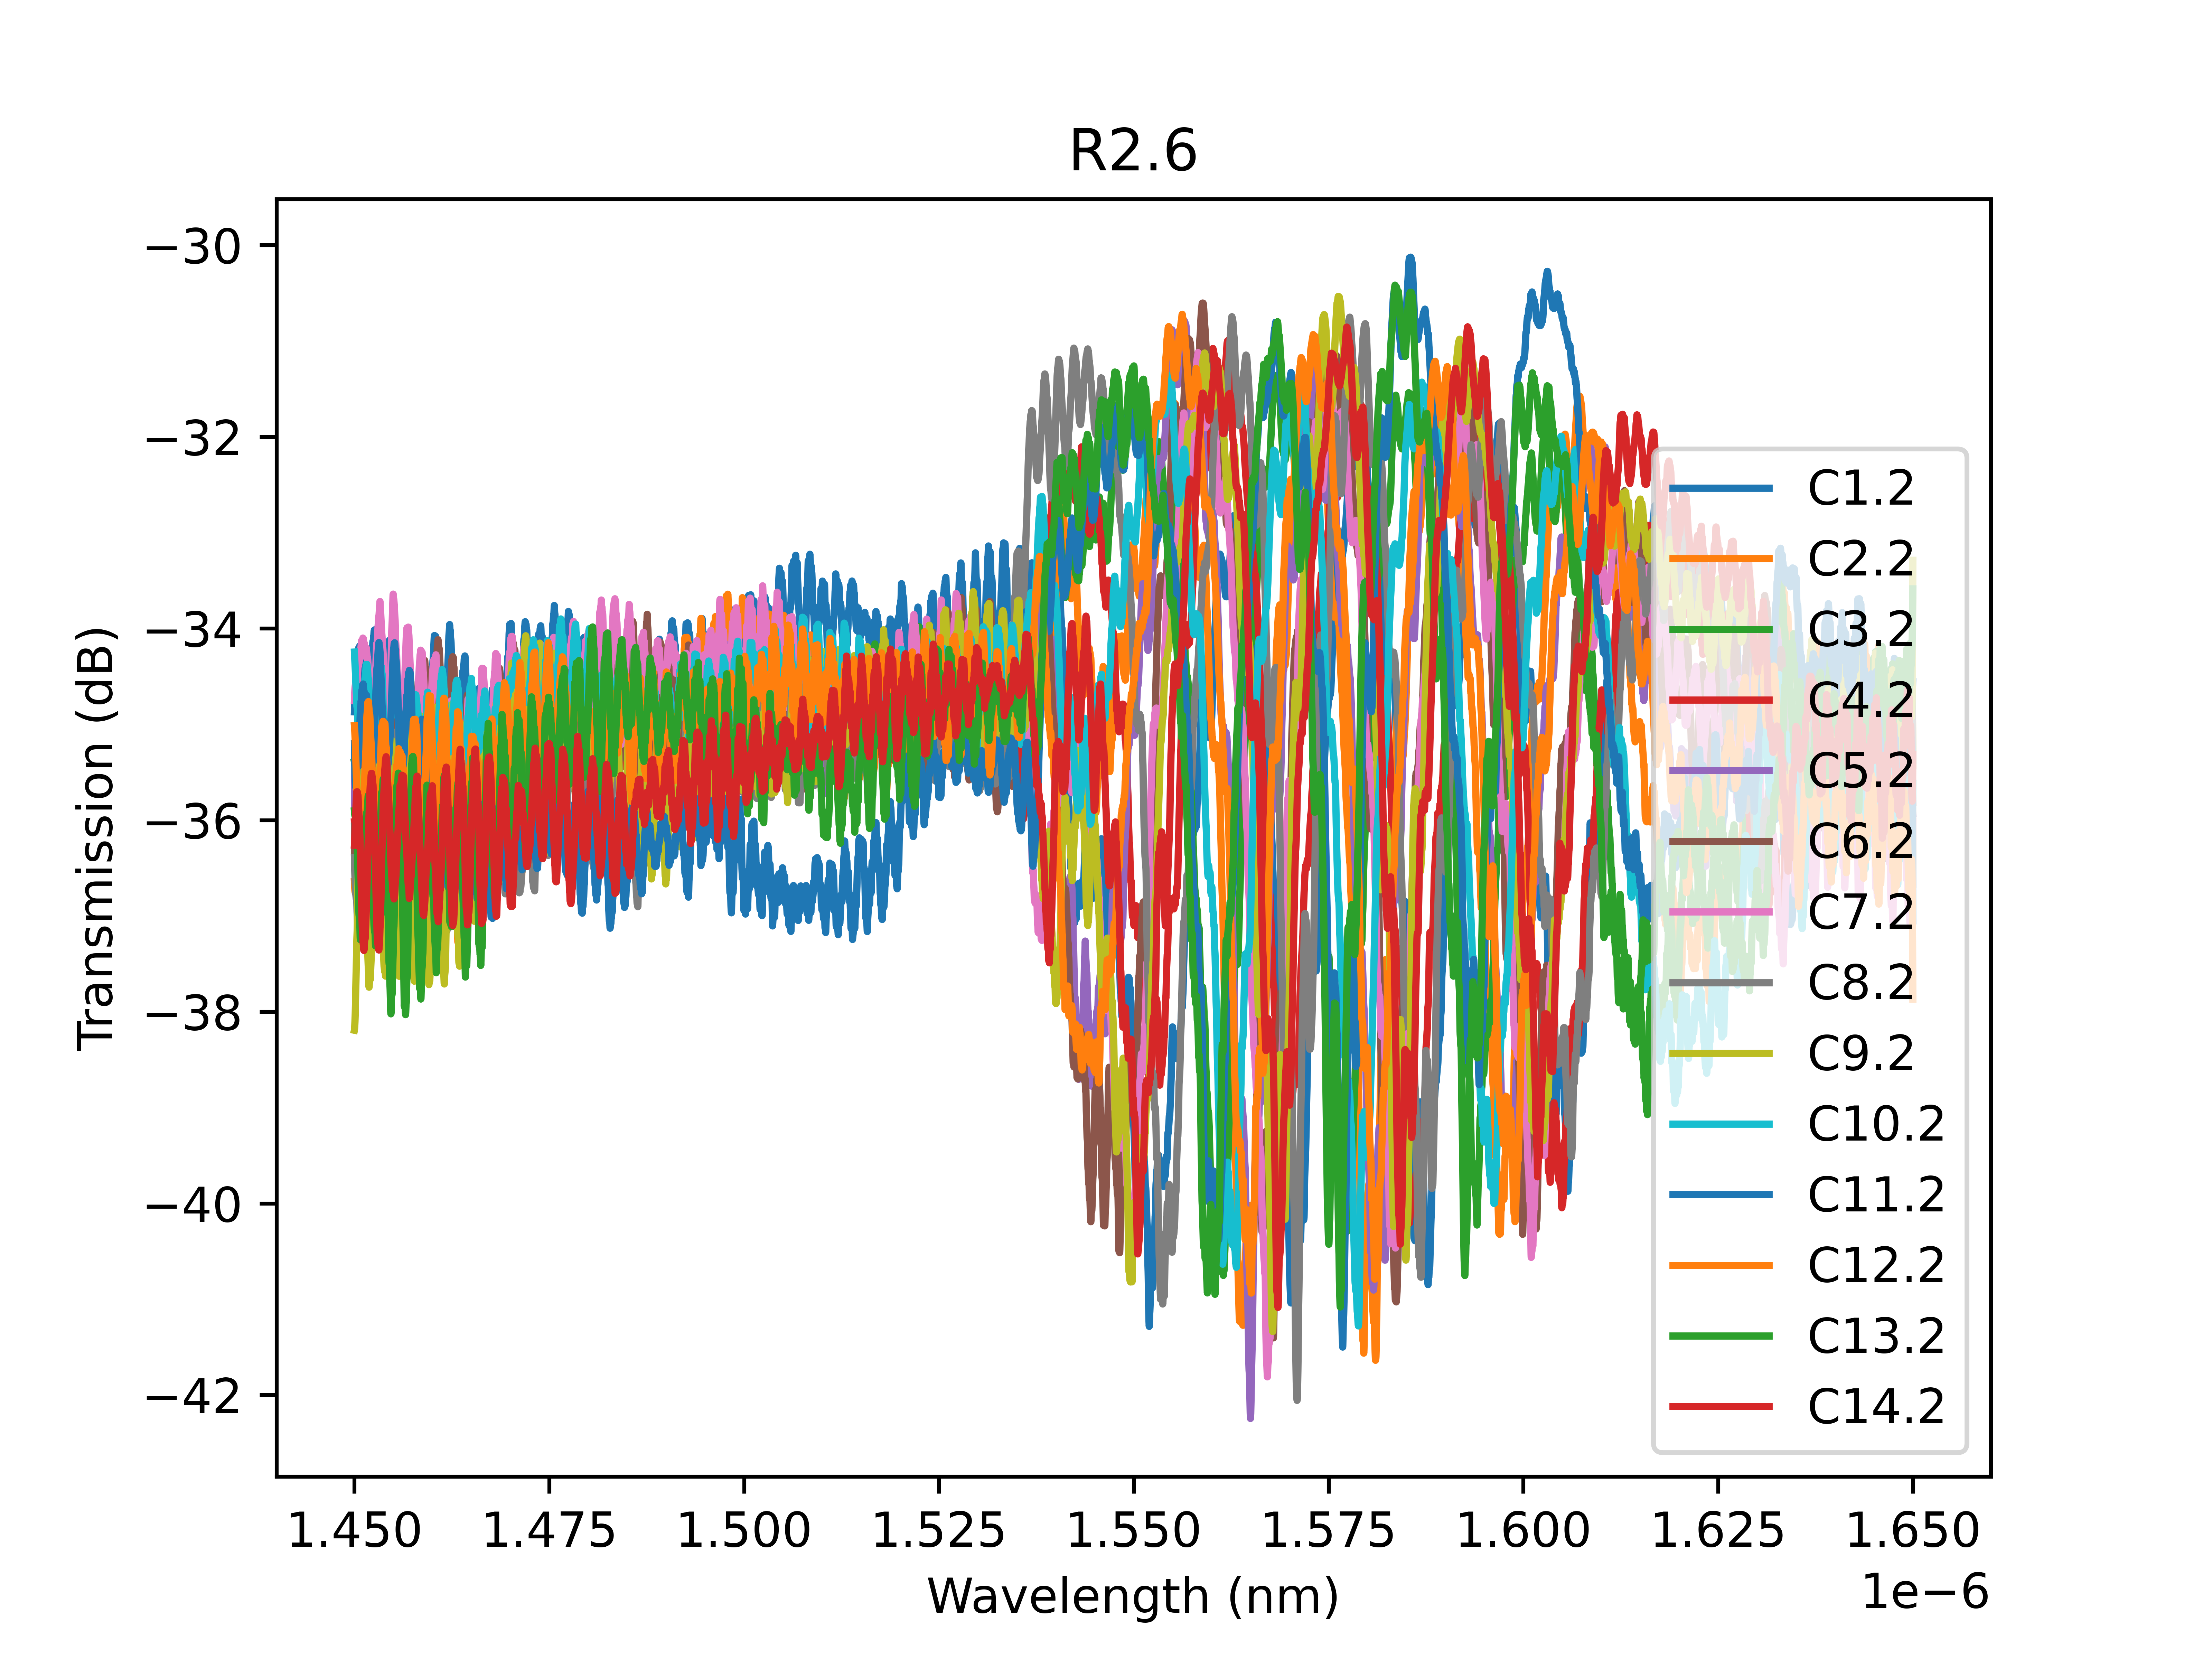 R2.6
−30
−32
−34
−36
−38
−40
−42
Transmission (dB)
C1.2
C2.2
C3.2
C4.2
C5.2
C6.2
C7.2
C8.2
C9.2
C10.2
C11.2
C12.2
C13.2
C14.2
1.450 1.475 1.500 1.525 1.550 1.575 1.600 1.625 1.650
Wavelength (nm)
1e−6